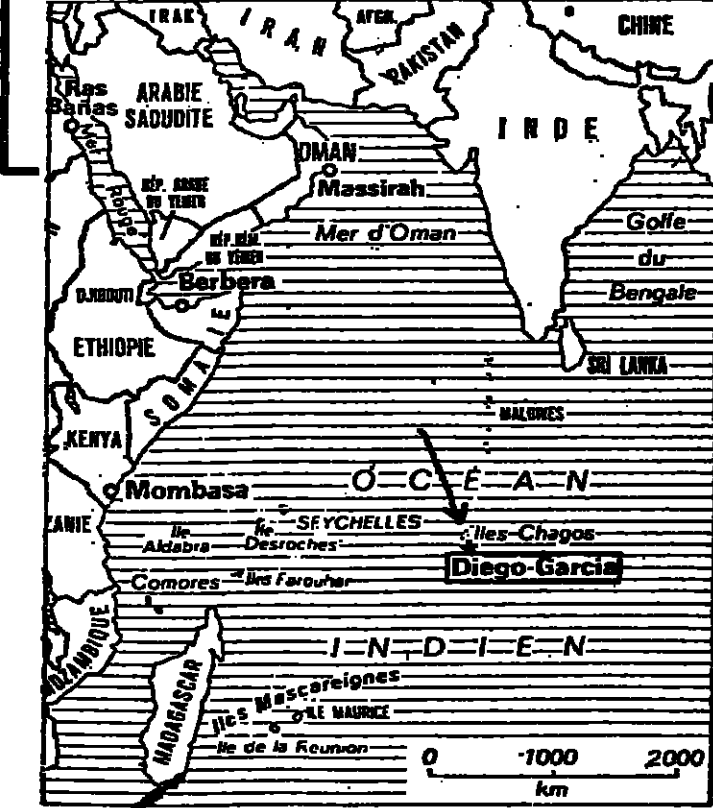 IRAK
IRAN
AFGH.
PAKISTAN
CHINE
Ras
Banas
ARABIE
SAOUDITE
INDE
Mer
Rouge
OMAN
Massirah
RÉP. ARABE
DU YEMEN
RÉP. DÉM.
DU YEMEN
Mer d'Oman
Golfe
du
Bengale
Berbera
DJIBOUTI
ETHIOPIE
SOMALIE
SRI LANKA
MALDIVES
KENYA
OCÉAN
Mombasa
ZANIE
Ile
Aldabra
Ile
Desroches
SEYCHELLES
Iles Chagos
Diego-Garcia
Comores
Iles Farquhar
MOZAMBIQUE
INDIEN
MADAGASCAR
Iles Mascareignes
ILE MAURICE
Ile de la Réunion
0 1000 2000
km